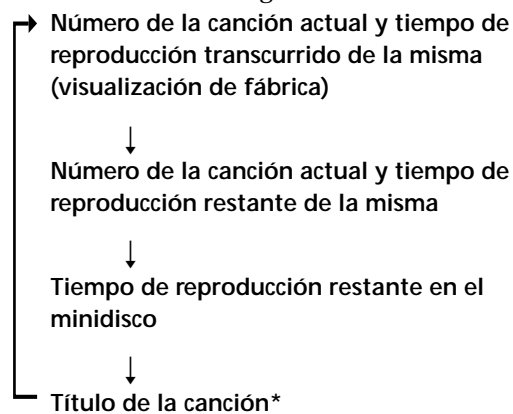 Número de la canción actual y tiempo de
reproducción transcurrido de la misma
(visualización de fábrica)
Número de la canción actual y tiempo de
reproducción restante de la misma
Tiempo de reproducción restante en el
minidisco
Título de la canción*